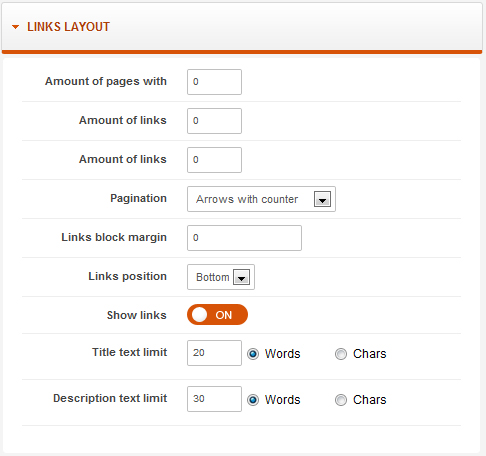 LINKS LAYOUT
Amount of pages with 0
Amount of links 0
Amount of links 0
Pagination Arrows with counter
Links block margin 0
Links position Bottom
Show links ON
Title text limit 20 Words Chars
Description text limit 30 Words Chars